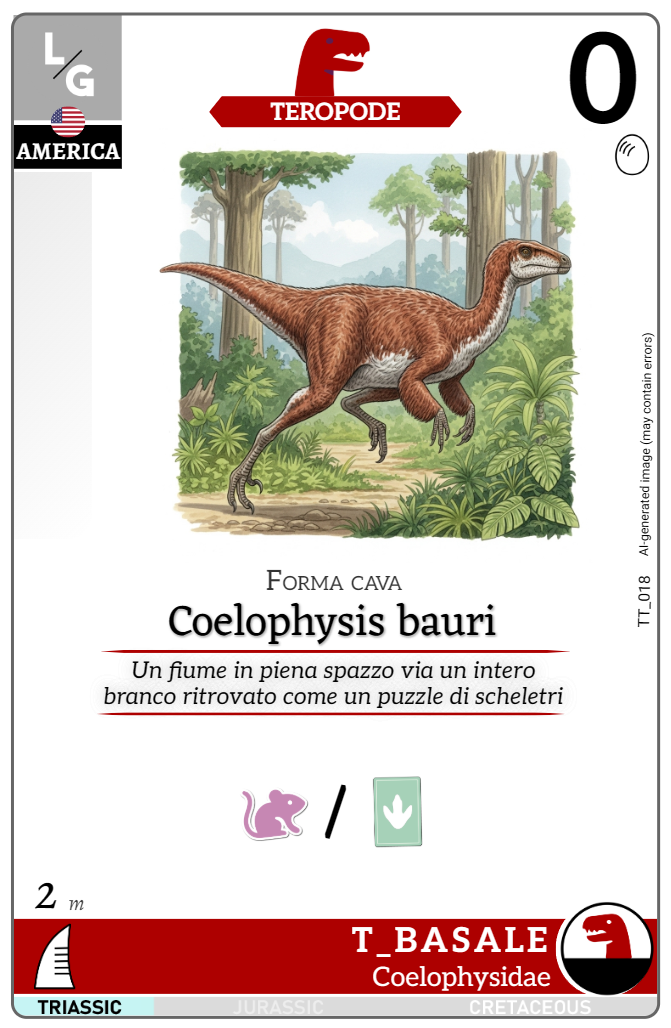 L/G
AMERICA
TEROPODE
0
AI-generated image (may contain errors)
TT_018
FORMA CAVA
Coelophysis bauri
Un fiume in piena spazzo via un intero
branco ritrovato come un puzzle di scheletri
/
2 m
T_BASALE
Coelophysidae
TRIASSIC JURASSIC CRETACEOUS